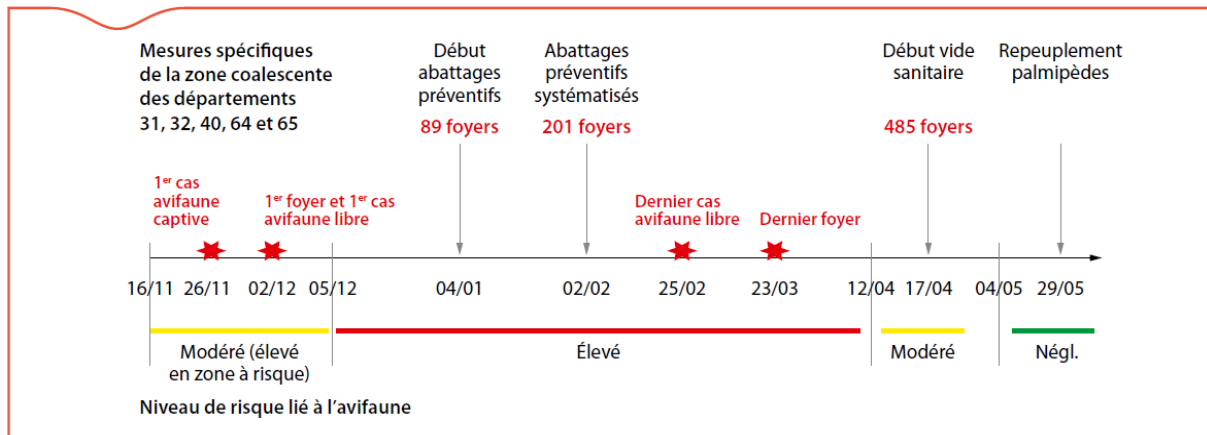 Mesures spécifiques
de la zone coalescente
des départements
31, 32, 40, 64 et 65
Début
abattages
préventifs
89 foyers
Abattages
préventifs
systématisés
201 foyers
Début vide
sanitaire
485 foyers
Repeuplement
palmipèdes
1er cas
avifaune
captive
1er foyer et 1er cas
avifaune libre
Dernier cas
avifaune libre
Dernier foyer
16/11 26/11 02/12 05/12 04/01 02/02 25/02 23/03 12/04 17/04 04/05 29/05
Modéré (élevé
en zone à risque)
Élevé
Modéré
Négl.
Niveau de risque lié à l’avifaune